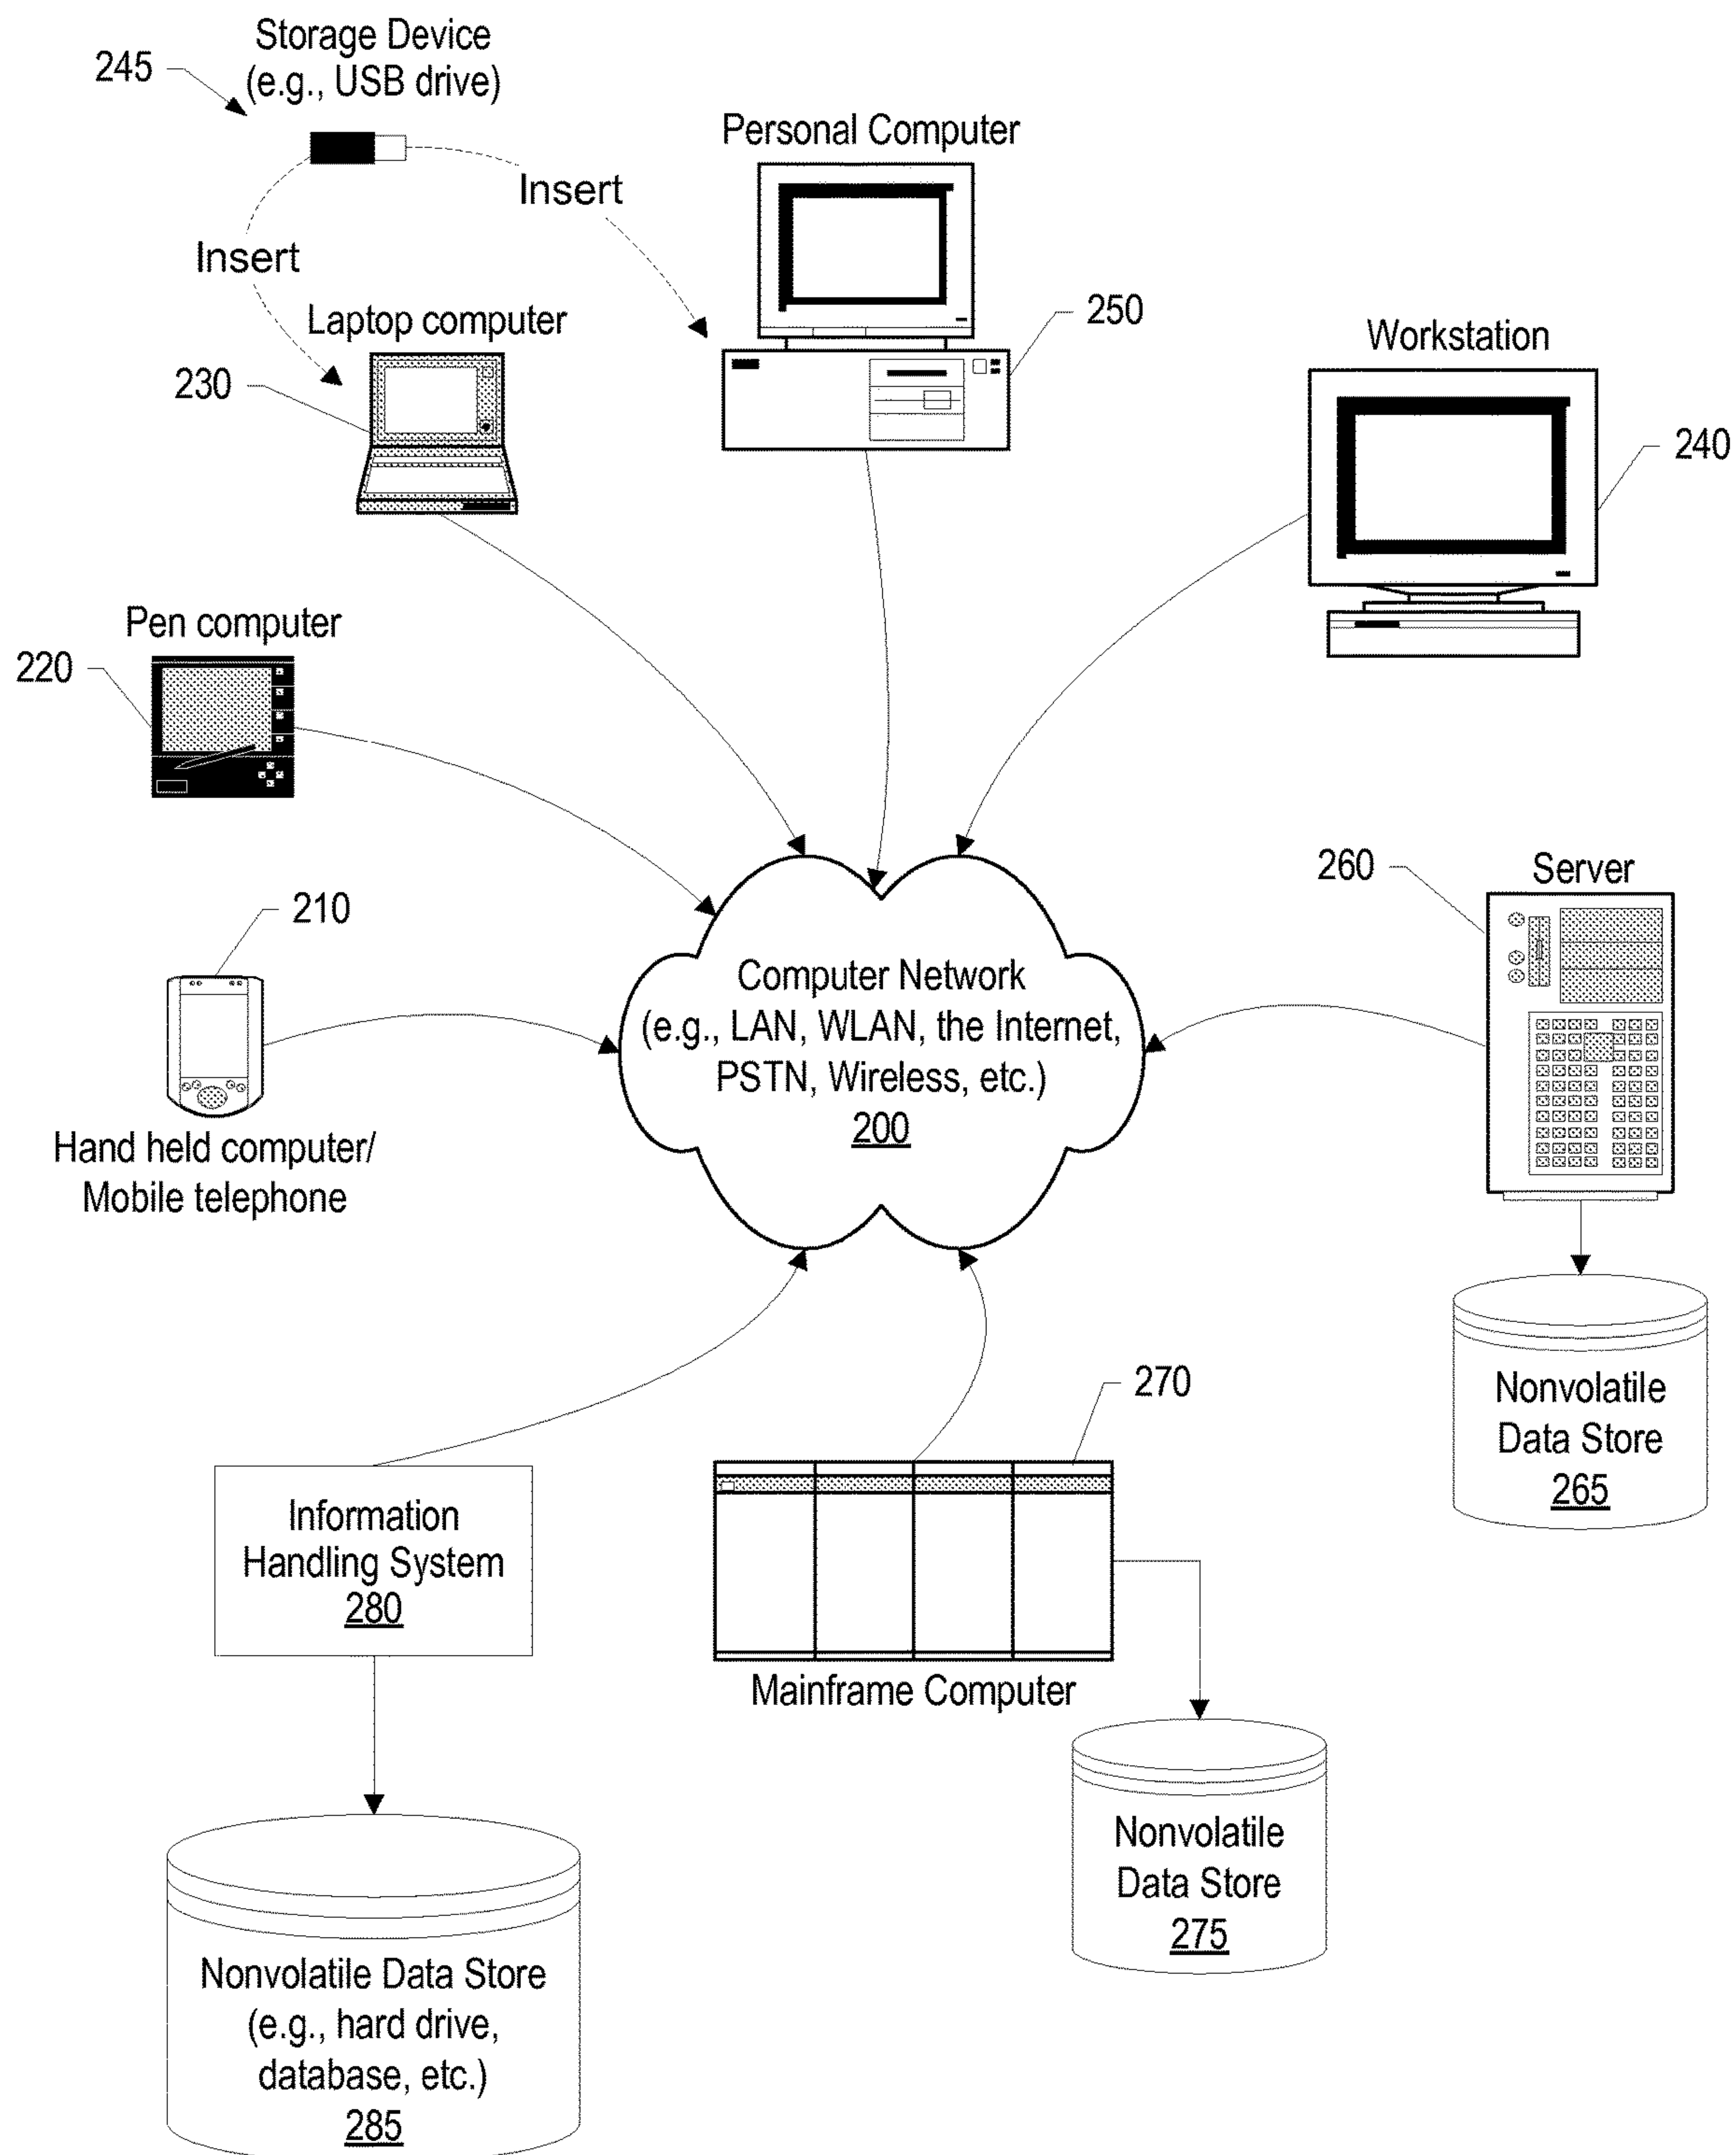 245
Storage Device
(e.g., USB drive)
Insert
Insert
Personal Computer
250
Laptop computer
230
Workstation
240
Pen computer
220
210
Hand held computer/
Mobile telephone
Computer Network
(e.g., LAN, WLAN, the Internet,
PSTN, Wireless, etc.)
200
260
Server
Nonvolatile
Data Store
265
270
Mainframe Computer
Nonvolatile
Data Store
275
Information
Handling System
280
Nonvolatile Data Store
(e.g., hard drive,
database, etc.)
285